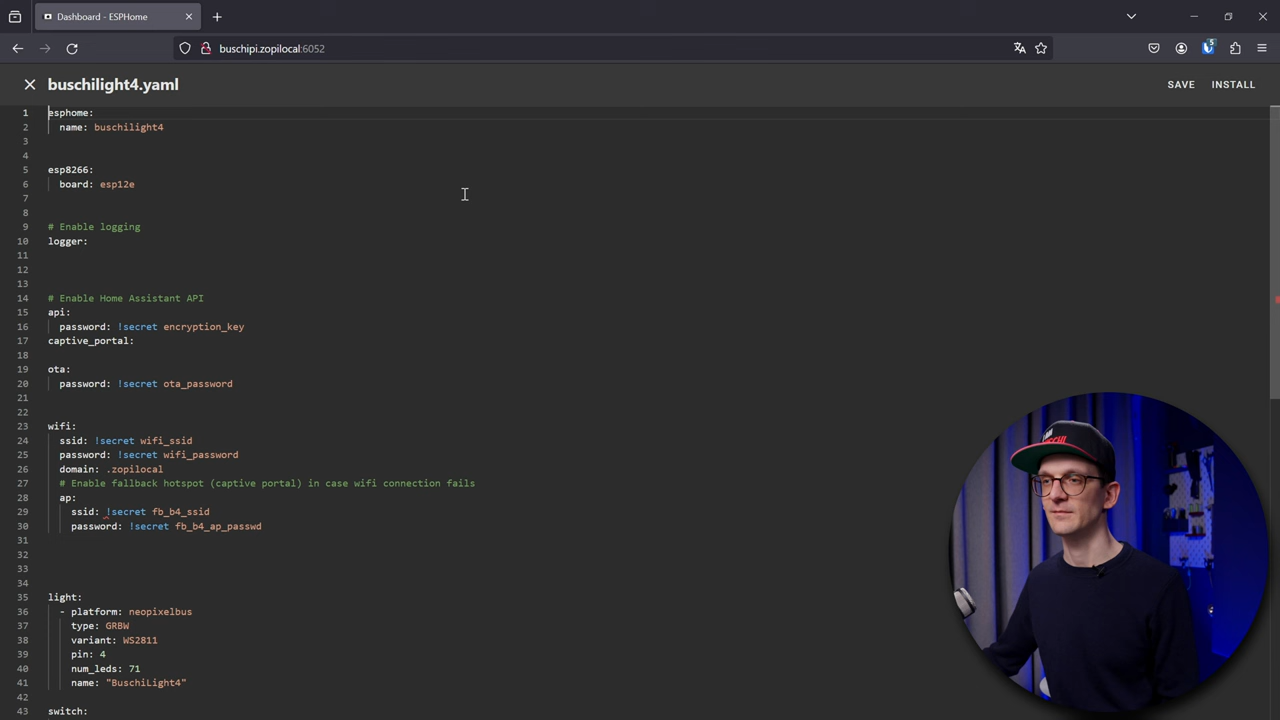 Dashboard - ESPHome
buschipi.zopilocal:6052
5
buschilight4.yaml
SAVE
INSTALL
1 esphome:
2 name: buschilight4
3
4
5 esp8266:
6 board: esp12e
7
8
9 # Enable logging
10 logger:
11
12
13
14 # Enable Home Assistant API
15 api:
16 password: !secret encryption_key
17 captive_portal:
18
19 ota:
20 password: !secret ota_password
21
22
23 wifi:
24 ssid: !secret wifi_ssid
25 password: !secret wifi_password
26 domain: .zopilocal
27 # Enable fallback hotspot (captive portal) in case wifi connection fails
28 ap:
29 ssid: !secret fb_b4_ssid
30 password: !secret fb_b4_ap_passwd
31
32
33
34
35 light:
36 - platform: neopixelbus
37 type: GRBW
38 variant: WS2811
39 pin: 4
40 num_leds: 71
41 name: "BuschiLight4"
42
43 switch: